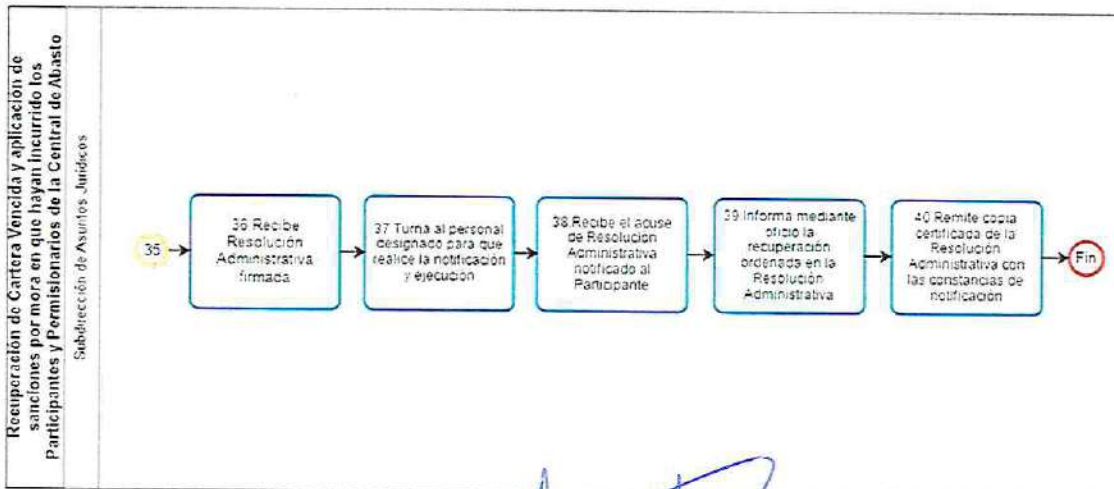 Recuperación de Cartera Vencida y aplicación de
sanciones por mora en que hayan incurrido los
Participantes y Permisionarios de la Central de Abasto
Subdirección de Asuntos Jurídicos
35
36 Recibe
Resolución
Administrativa
firmada
37 Turna al personal
designado para que
realice la notificación
y ejecución
38.Recibe el acuse
de Resolución
Administrativa
notificado al
Participante
39 Informa mediante
oficio la
recuperación
ordenada en la
Resolución
Administrativa
40 Remite copia
certificada de la
Resolución
Administrativa con
las constancias de
notificación
Fin